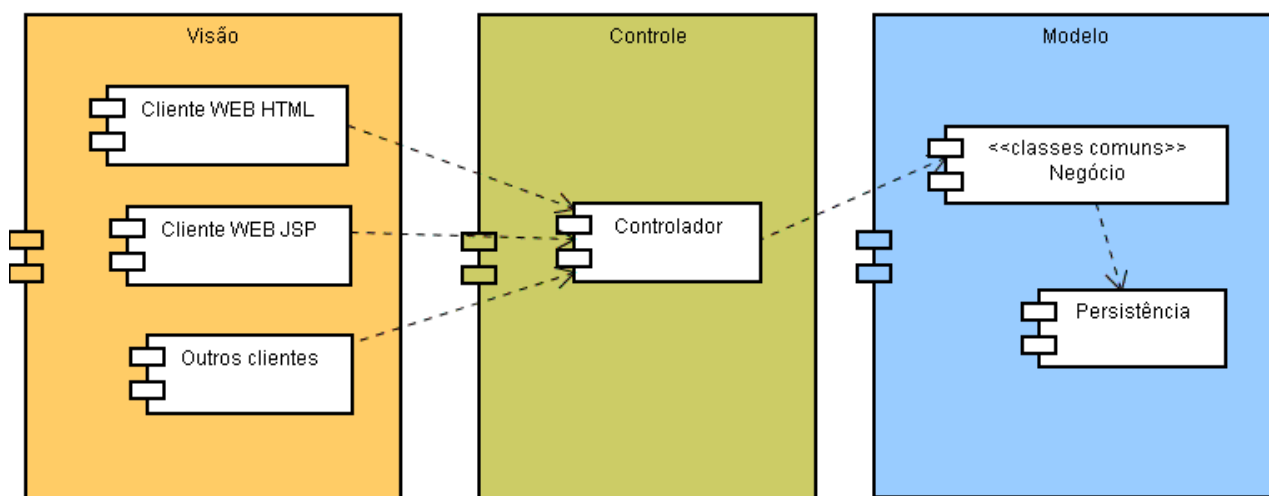 Visão
Cliente WEB HTML
Cliente WEB JSP
Outros clientes
Controle
Controlador
Modelo
<<classes comuns>>
Negócio
Persistência